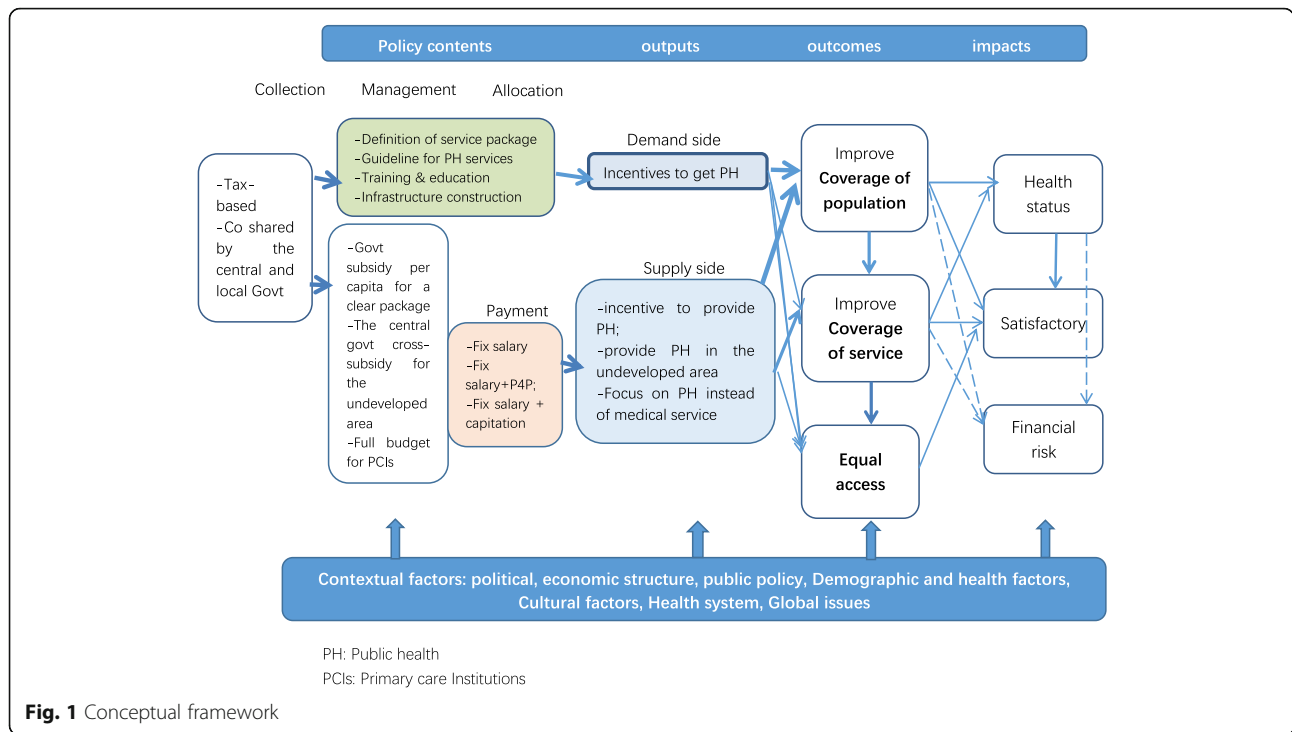 Policy contents outputs outcomes impacts
Collection Management Allocation
-Tax-
based
-Co shared
by the
central and
local Govt
-Definition of service package
-Guideline for PH services
-Training & education
-Infrastructure construction
-Govt
subsidy per
capita for a
clear package
-The central
govt cross-
subsidy for
the
undeveloped
area
-Full budget
for PCIs
Payment
-Fix salary
-Fix
salary+P4P;
-Fix salary +
capitation
Demand side
Incentives to get PH
Supply side
-incentive to provide
PH;
-provide PH in the
undeveloped area
-Focus on PH instead
of medical service
Improve
Coverage of
population
Improve
Coverage
of service
Equal
access
Health
status
Satisfactory
Financial
risk
Contextual factors: political, economic structure, public policy, Demographic and health factors,
Cultural factors, Health system, Global issues
PH: Public health
PCIs: Primary care Institutions
Fig. 1 Conceptual framework